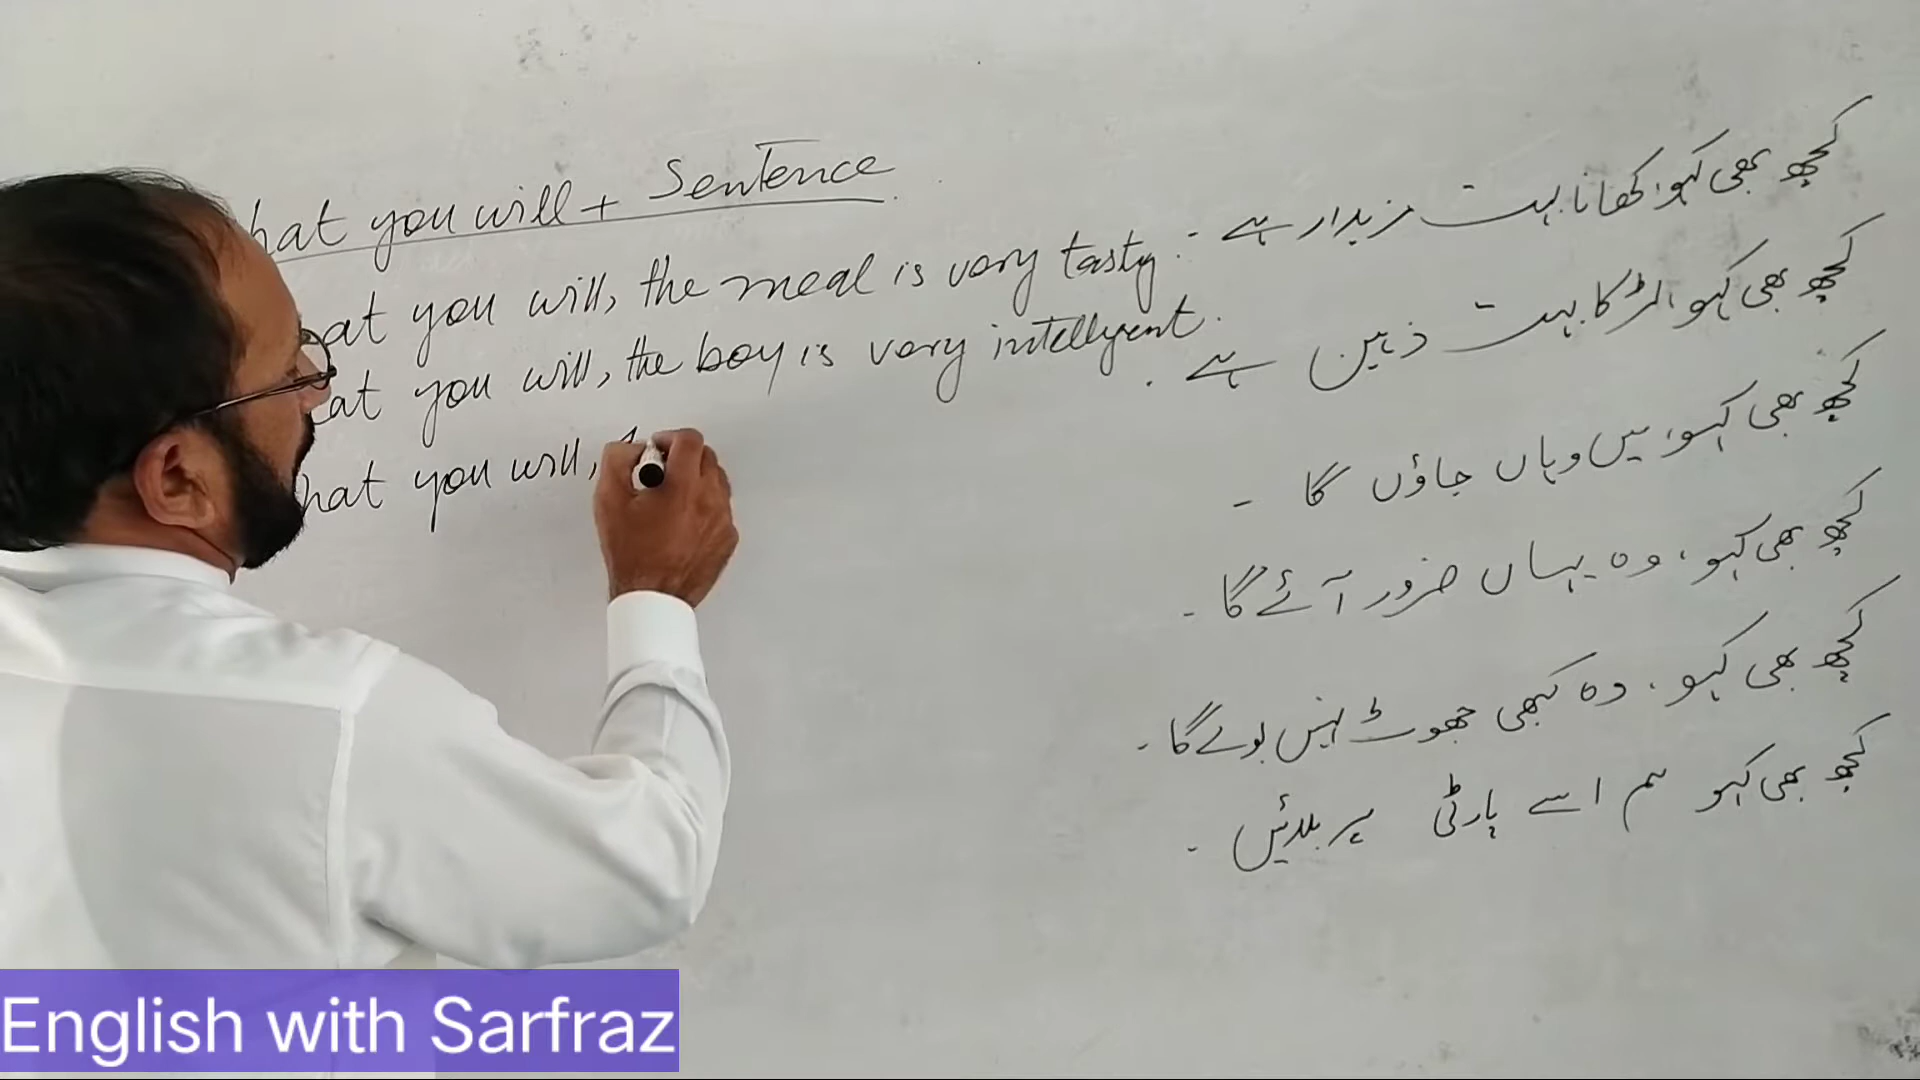 hat you will + Sentence
at you will, the meal is very tasty. کچھ بھی کہو، کھانا بہت مزیدار ہے
at you will, the boy is very intellgent. کچھ بھی کہو، لڑکا بہت ذہین ہے۔
hat you will, کچھ بھی کہو، میں وہاں جاؤں گا۔
کچھ بھی کہو، وہ یہاں ضرور آئے گا۔
کچھ بھی کہو، وہ کبھی جھوٹ نہیں بولے گا۔
کچھ بھی کہو ہم اسے پارٹی پر بلائیں۔
English with Sarfraz